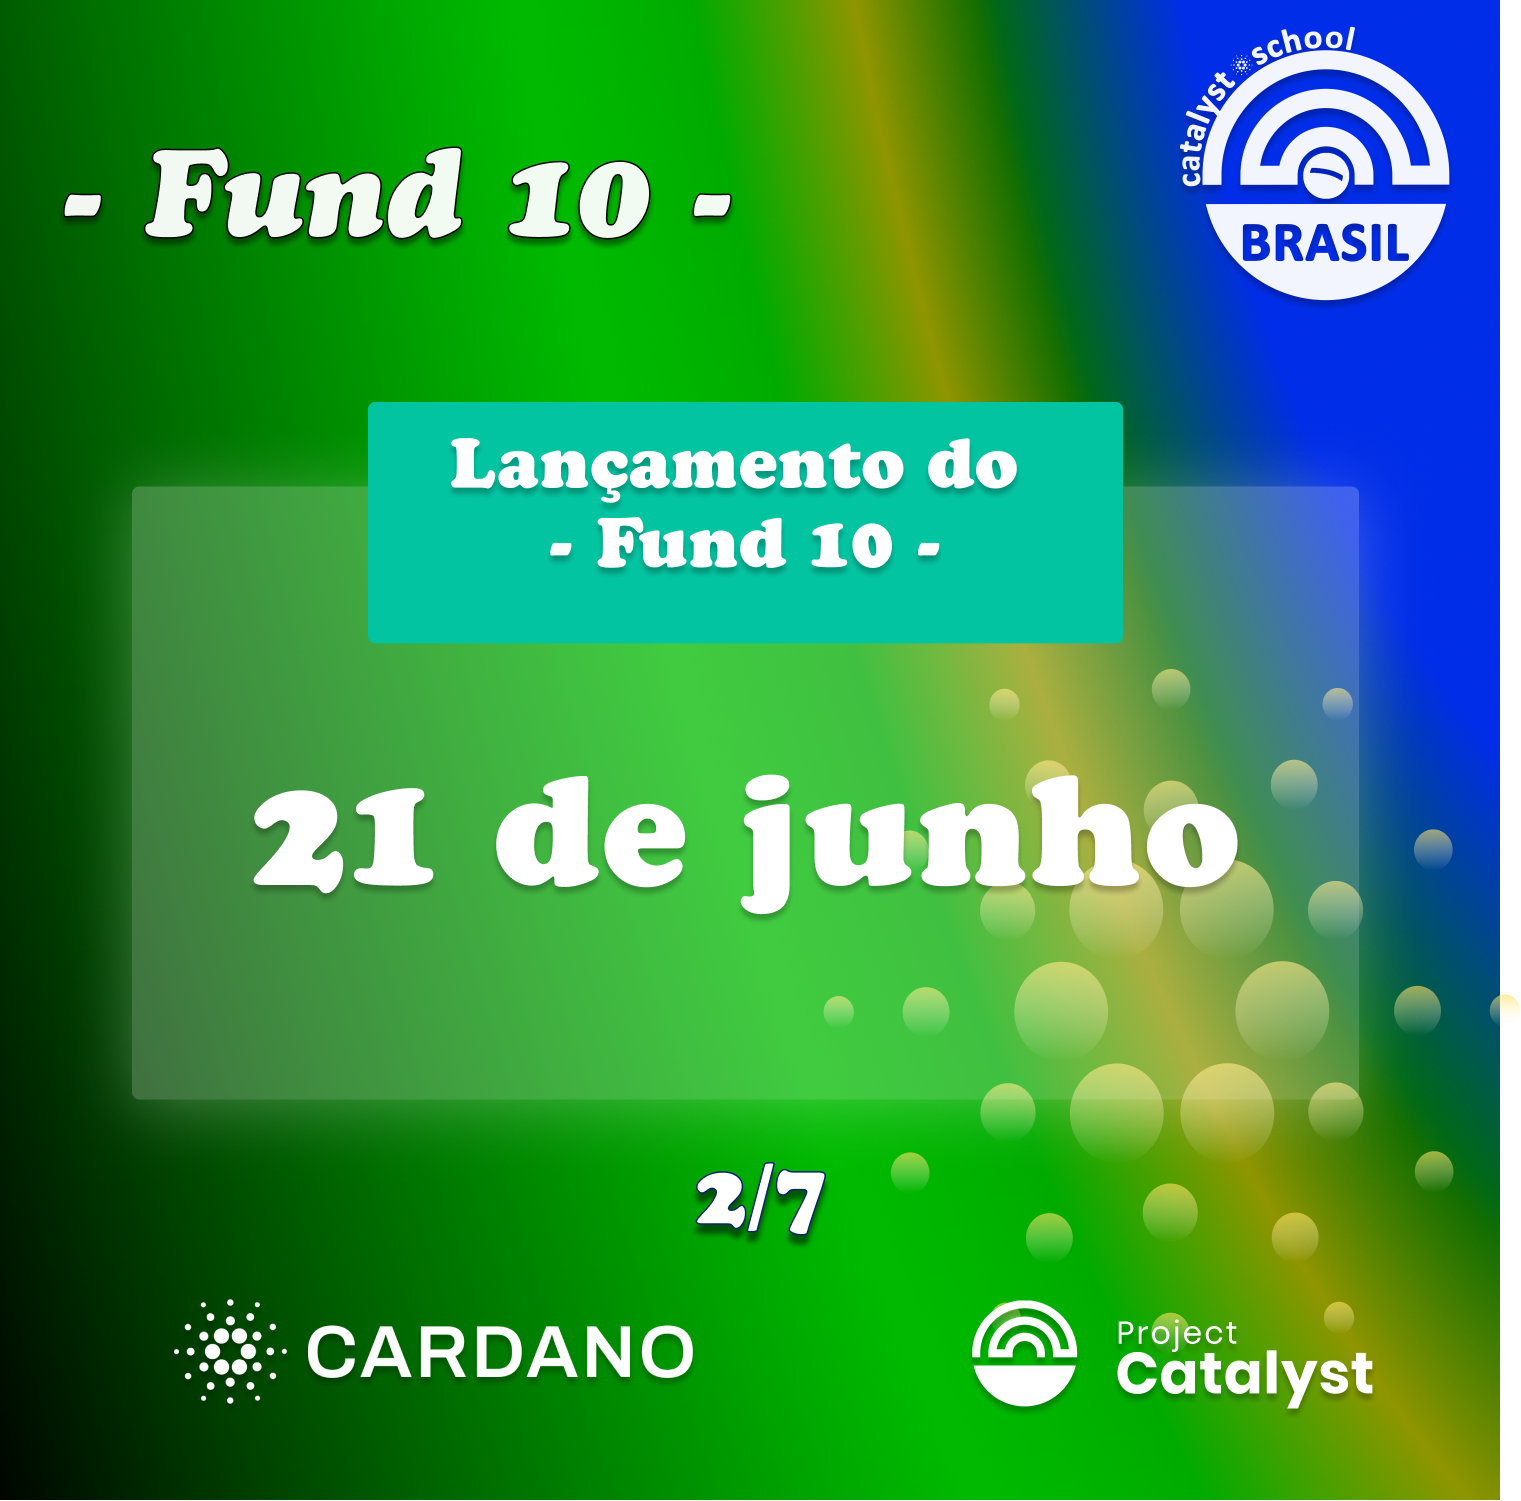 catalyst school
BRASIL
- Fund 10 -
Lançamento do
- Fund 10 -
21 de junho
2/7
CARDANO
Project
Catalyst